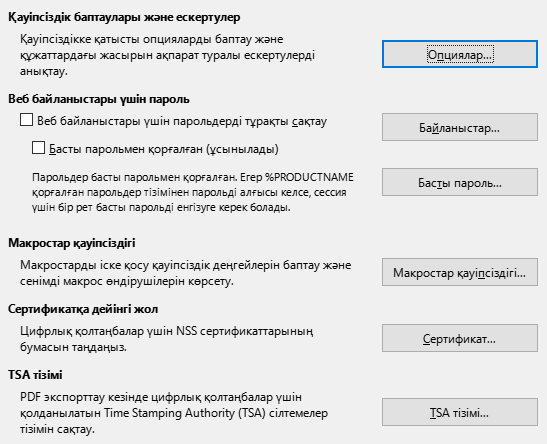 Қауіпсіздік баптаулары және ескертулер
Қауіпсіздікке қатысты опцияларды баптау және
құжаттардағы жасырын ақпарат туралы ескертулерді
анықтау.
Опциялар...
Веб байланыстары үшін пароль
Веб байланыстары үшін парольдерді тұрақты сақтау
Байланыстар...
Басты парольмен қорғалған (ұсынылады)
Парольдер басты парольмен қорғалған. Егер %PRODUCTNAME
қорғалған парольдер тізімінен парольді алғысы келсе, сессия
үшін бір рет басты парольді енгізуге керек болады.
Басты пароль...
Макростар қауіпсіздігі
Макростарды іске қосу қауіпсіздік деңгейлерін баптау және
сенімді макрос өндірушілерін көрсету.
Макростар қауіпсіздігі...
Сертификатқа дейінгі жол
Цифрлық қолтаңбалар үшін NSS сертификаттарының
бумасын таңдаңыз.
Сертификат...
TSA тізімі
PDF экспорттау кезінде цифрлық қолтаңбалар үшін
қолданылатын Time Stamping Authority (TSA) сілтемелер
тізімін сақтау.
TSA тізімі...